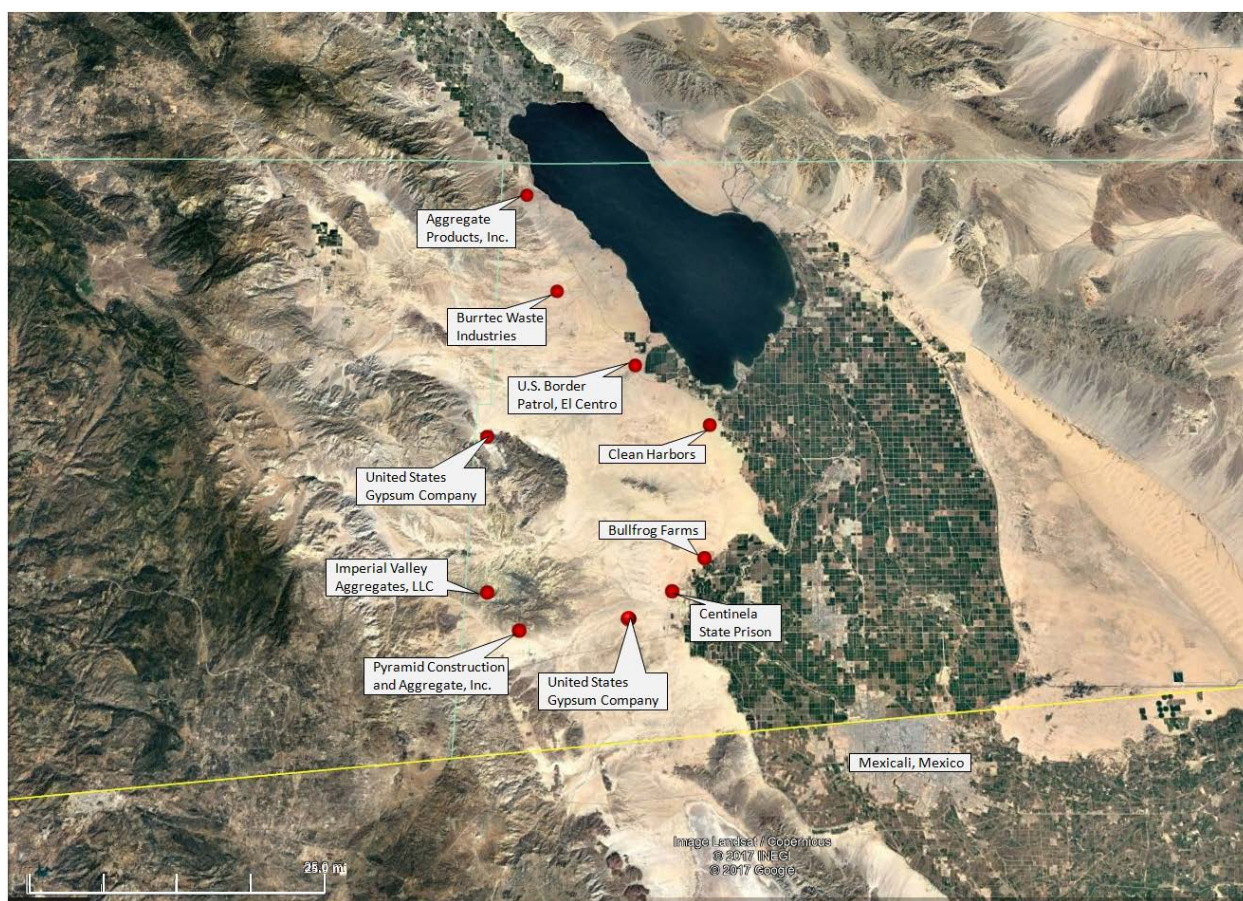 Aggregate
Products, Inc.
Burrtec Waste
Industries
U.S. Border
Patrol, El Centro
Clean Harbors
United States
Gypsum Company
Bullfrog Farms
Imperial Valley
Aggregates, LLC
Centinela
State Prison
Pyramid Construction
and Aggregate, Inc.
United States
Gypsum Company
Mexicali, Mexico
Image Landsat / Copernicus
© 2017 INEGI
© 2017 Google
25.0 mi